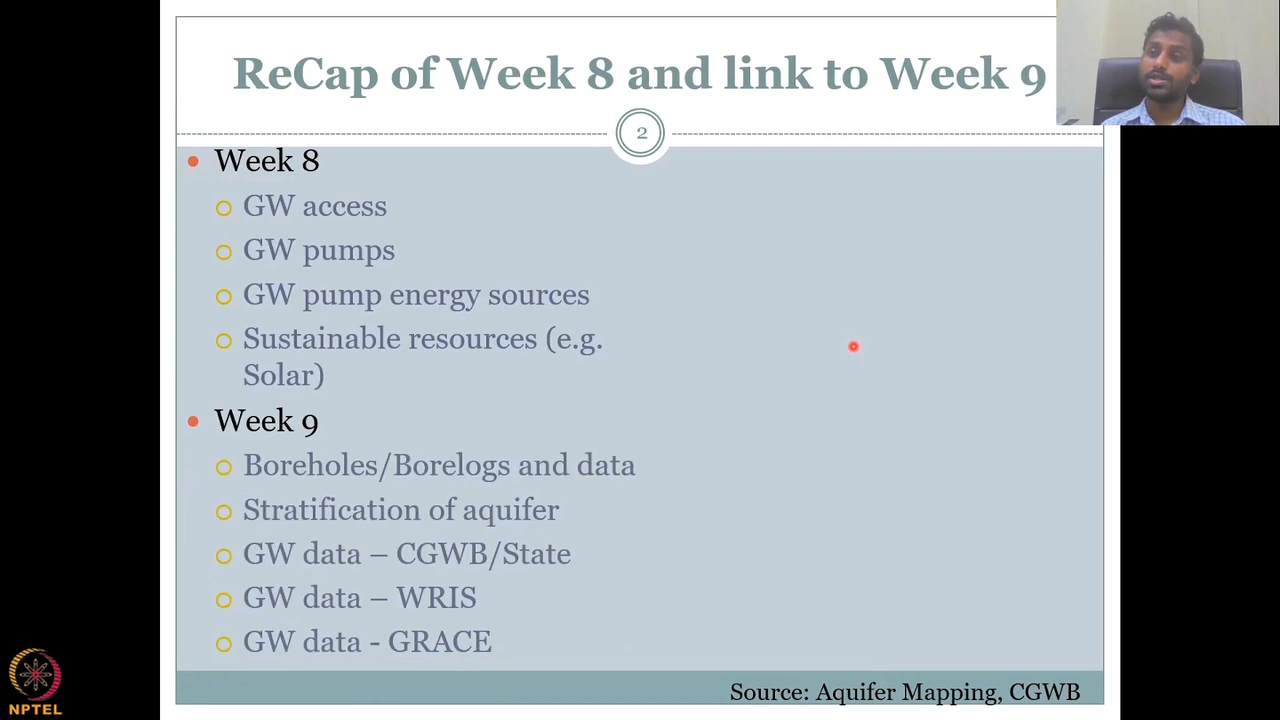 ReCap of Week 8 and link to Week 9
2
Week 8
GW access
GW pumps
GW pump energy sources
Sustainable resources (e.g.
Solar)
Week 9
Boreholes/Borelogs and data
Stratification of aquifer
GW data – CGWB/State
GW data – WRIS
GW data - GRACE
Source: Aquifer Mapping, CGWB
NPTEL